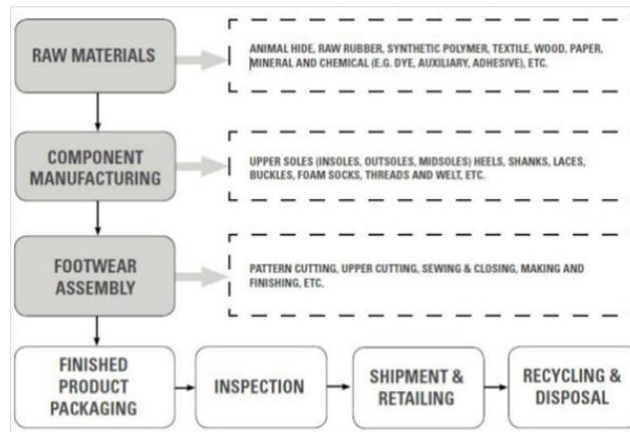 RAW MATERIALS
ANIMAL HIDE, RAW RUBBER, SYNTHETIC POLYMER, TEXTILE, WOOD, PAPER,
MINERAL AND CHEMICAL (E.G. DYE, AUXILIARY, ADHESIVE), ETC.
COMPONENT
MANUFACTURING
UPPER SOLES (INSOLES, OUTSOLES, MIDSOLES) HEELS, SHANKS, LACES,
BUCKLES, FOAM SOCKS, THREADS AND WELT, ETC.
FOOTWEAR
ASSEMBLY
PATTERN CUTTING, UPPER CUTTING, SEWING & CLOSING, MAKING AND
FINISHING, ETC.
FINISHED
PRODUCT
PACKAGING
INSPECTION
SHIPMENT &
RETAILING
RECYCLING &
DISPOSAL